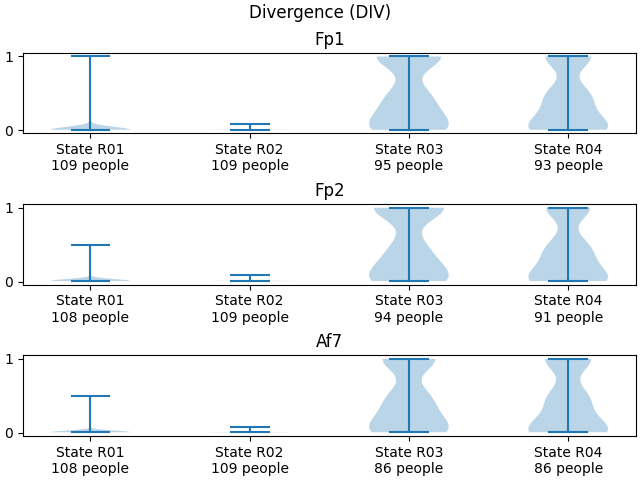 Divergence (DIV)
Fp1
1
0
State R01 State R02 State R03 State R04
109 people 109 people 95 people 93 people
Fp2
1
0
State R01 State R02 State R03 State R04
108 people 109 people 94 people 91 people
Af7
1
0
State R01 State R02 State R03 State R04
108 people 109 people 86 people 86 people